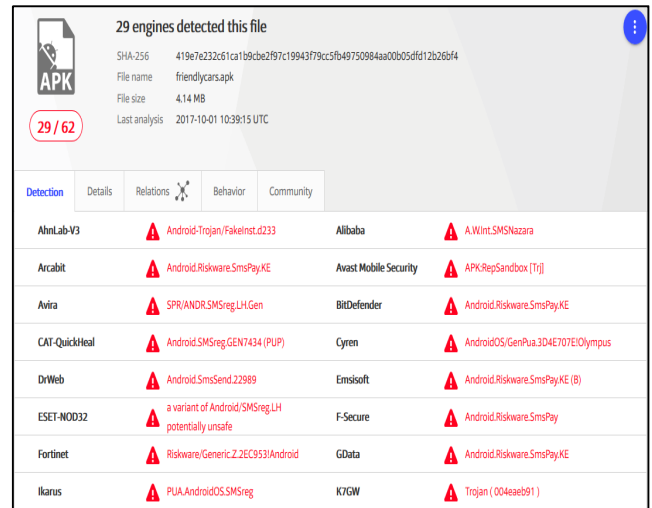 29 engines detected this file
SHA-256 419e7e232c61ca1b9cbe2f97c19943f79cc5fb49750984aa00b05dfd12b26bf4
File name friendlycars.apk
File size 4.14 MB
Last analysis 2017-10-01 10:39:15 UTC
APK
29 / 62
Detection Details Relations Behavior Community
AhnLab-V3 Android-Trojan/FakeInst.d233 Alibaba A.W.Int.SMSNazara
Arcabit Android.Riskware.SmsPay.KE Avast Mobile Security APK:RepSandbox [Trj]
Avira SPR/ANDR.SMSreg.LH.Gen BitDefender Android.Riskware.SmsPay.KE
CAT-QuickHeal Android.SMSreg.GEN7434 (PUP) Cyren AndroidOS/GenPua.3D4E707E!Olympus
DrWeb Android.SmsSend.22989 Emsisoft Android.Riskware.SmsPay.KE (B)
ESET-NOD32 a variant of Android/SMSreg.LH
potentially unsafe F-Secure Android.Riskware.SmsPay
Fortinet Riskware/Generic.Z.2EC953!Android GData Android.Riskware.SmsPay.KE
Ikarus PUA.AndroidOS.SMSreg K7GW Trojan ( 004eaeb91 )